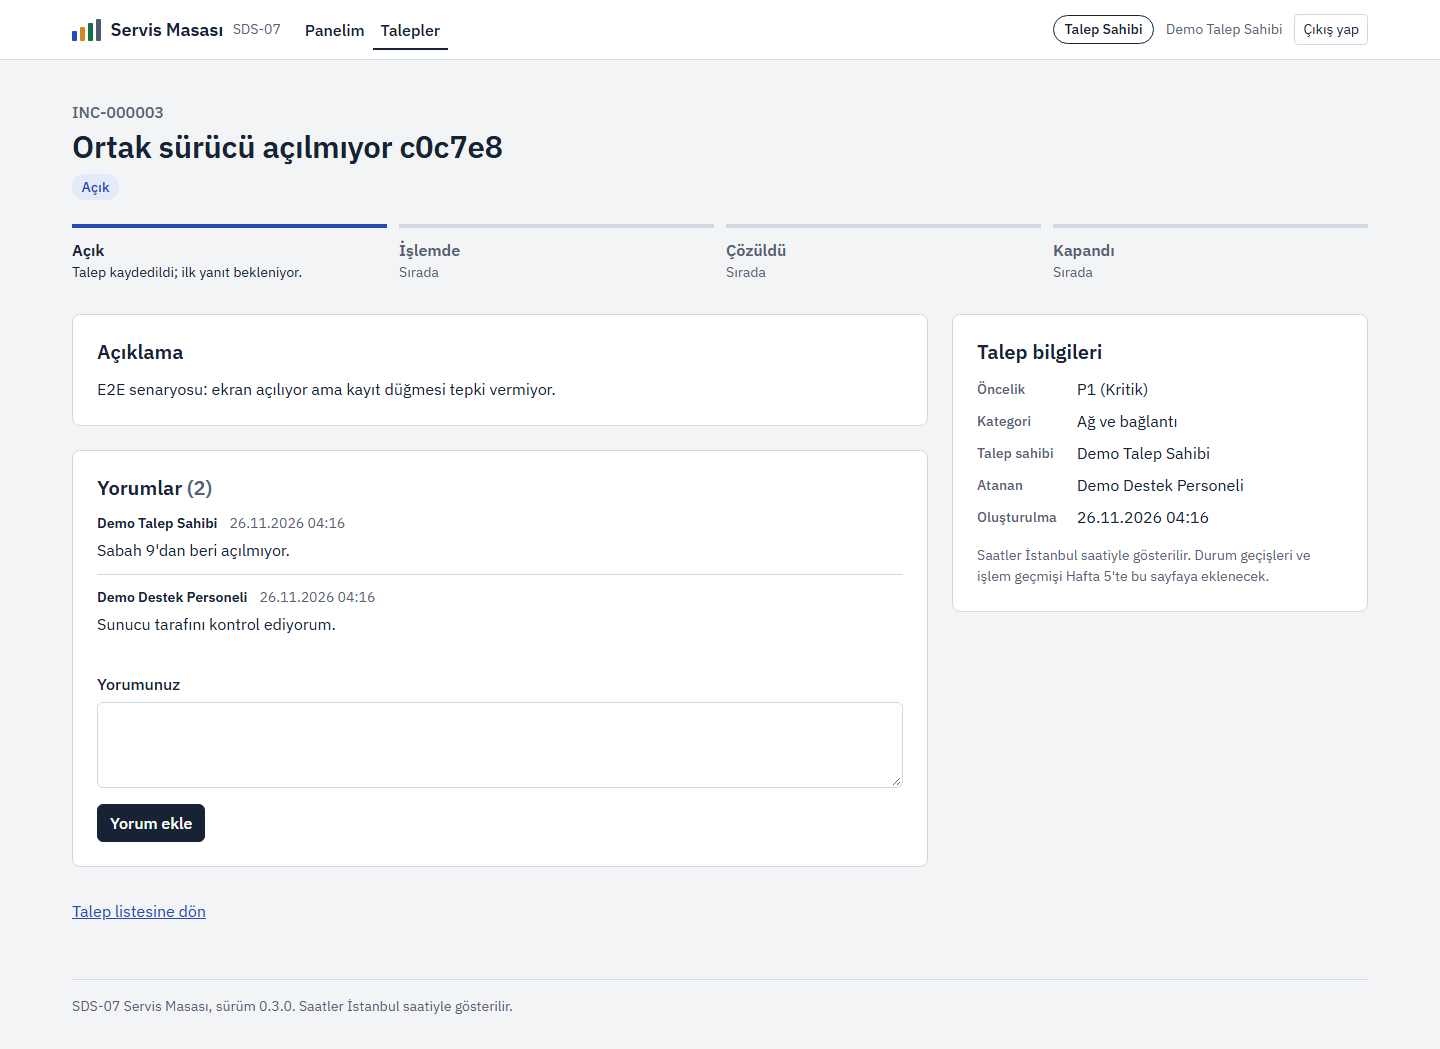 Servis Masası SDS-07 Panelim Talepler Talep Sahibi Demo Talep Sahibi Çıkış yap
INC-000003
Ortak sürücü açılmıyor c0c7e8
Açık
Açık
Talep kaydedildi; ilk yanıt bekleniyor.
İşlemde
Sırada
Çözüldü
Sırada
Kapandı
Sırada
Açıklama
E2E senaryosu: ekran açılıyor ama kayıt düğmesi tepki vermiyor.
Yorumlar (2)
Demo Talep Sahibi 26.11.2026 04:16
Sabah 9'dan beri açılmıyor.
Demo Destek Personeli 26.11.2026 04:16
Sunucu tarafını kontrol ediyorum.
Yorumunuz
Yorum ekle
Talep bilgileri
Öncelik P1 (Kritik)
Kategori Ağ ve bağlantı
Talep sahibi Demo Talep Sahibi
Atanan Demo Destek Personeli
Oluşturulma 26.11.2026 04:16
Saatler İstanbul saatiyle gösterilir. Durum geçişleri ve
işlem geçmişi Hafta 5'te bu sayfaya eklenecek.
Talep listesine dön
SDS-07 Servis Masası, sürüm 0.3.0. Saatler İstanbul saatiyle gösterilir.